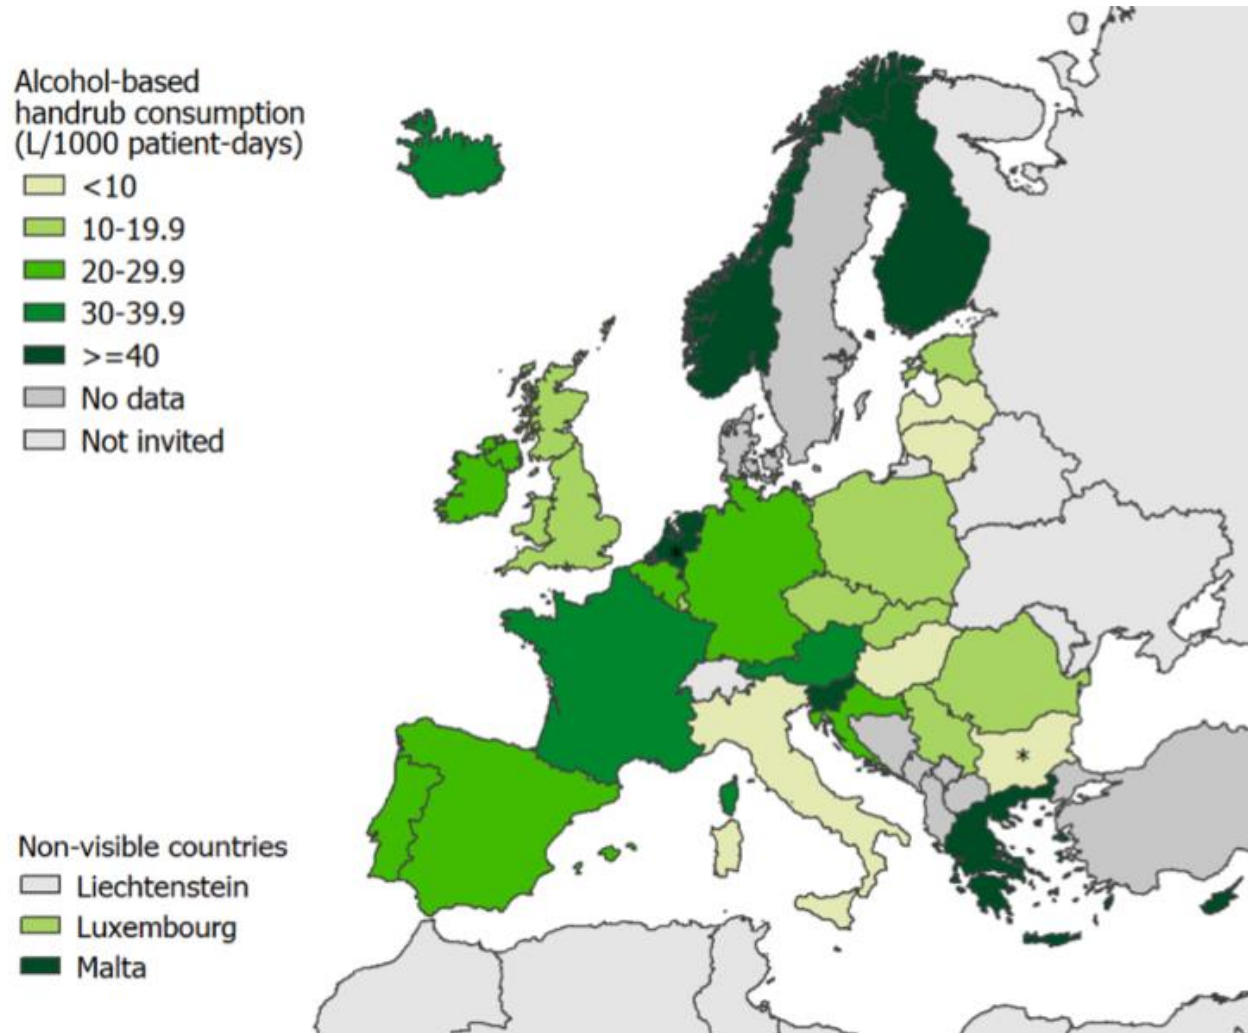 Alcohol-based
handrub consumption
(L/1000 patient-days)
<10
10-19.9
20-29.9
30-39.9
>=40
No data
Not invited
*
Non-visible countries
Liechtenstein
Luxembourg
Malta